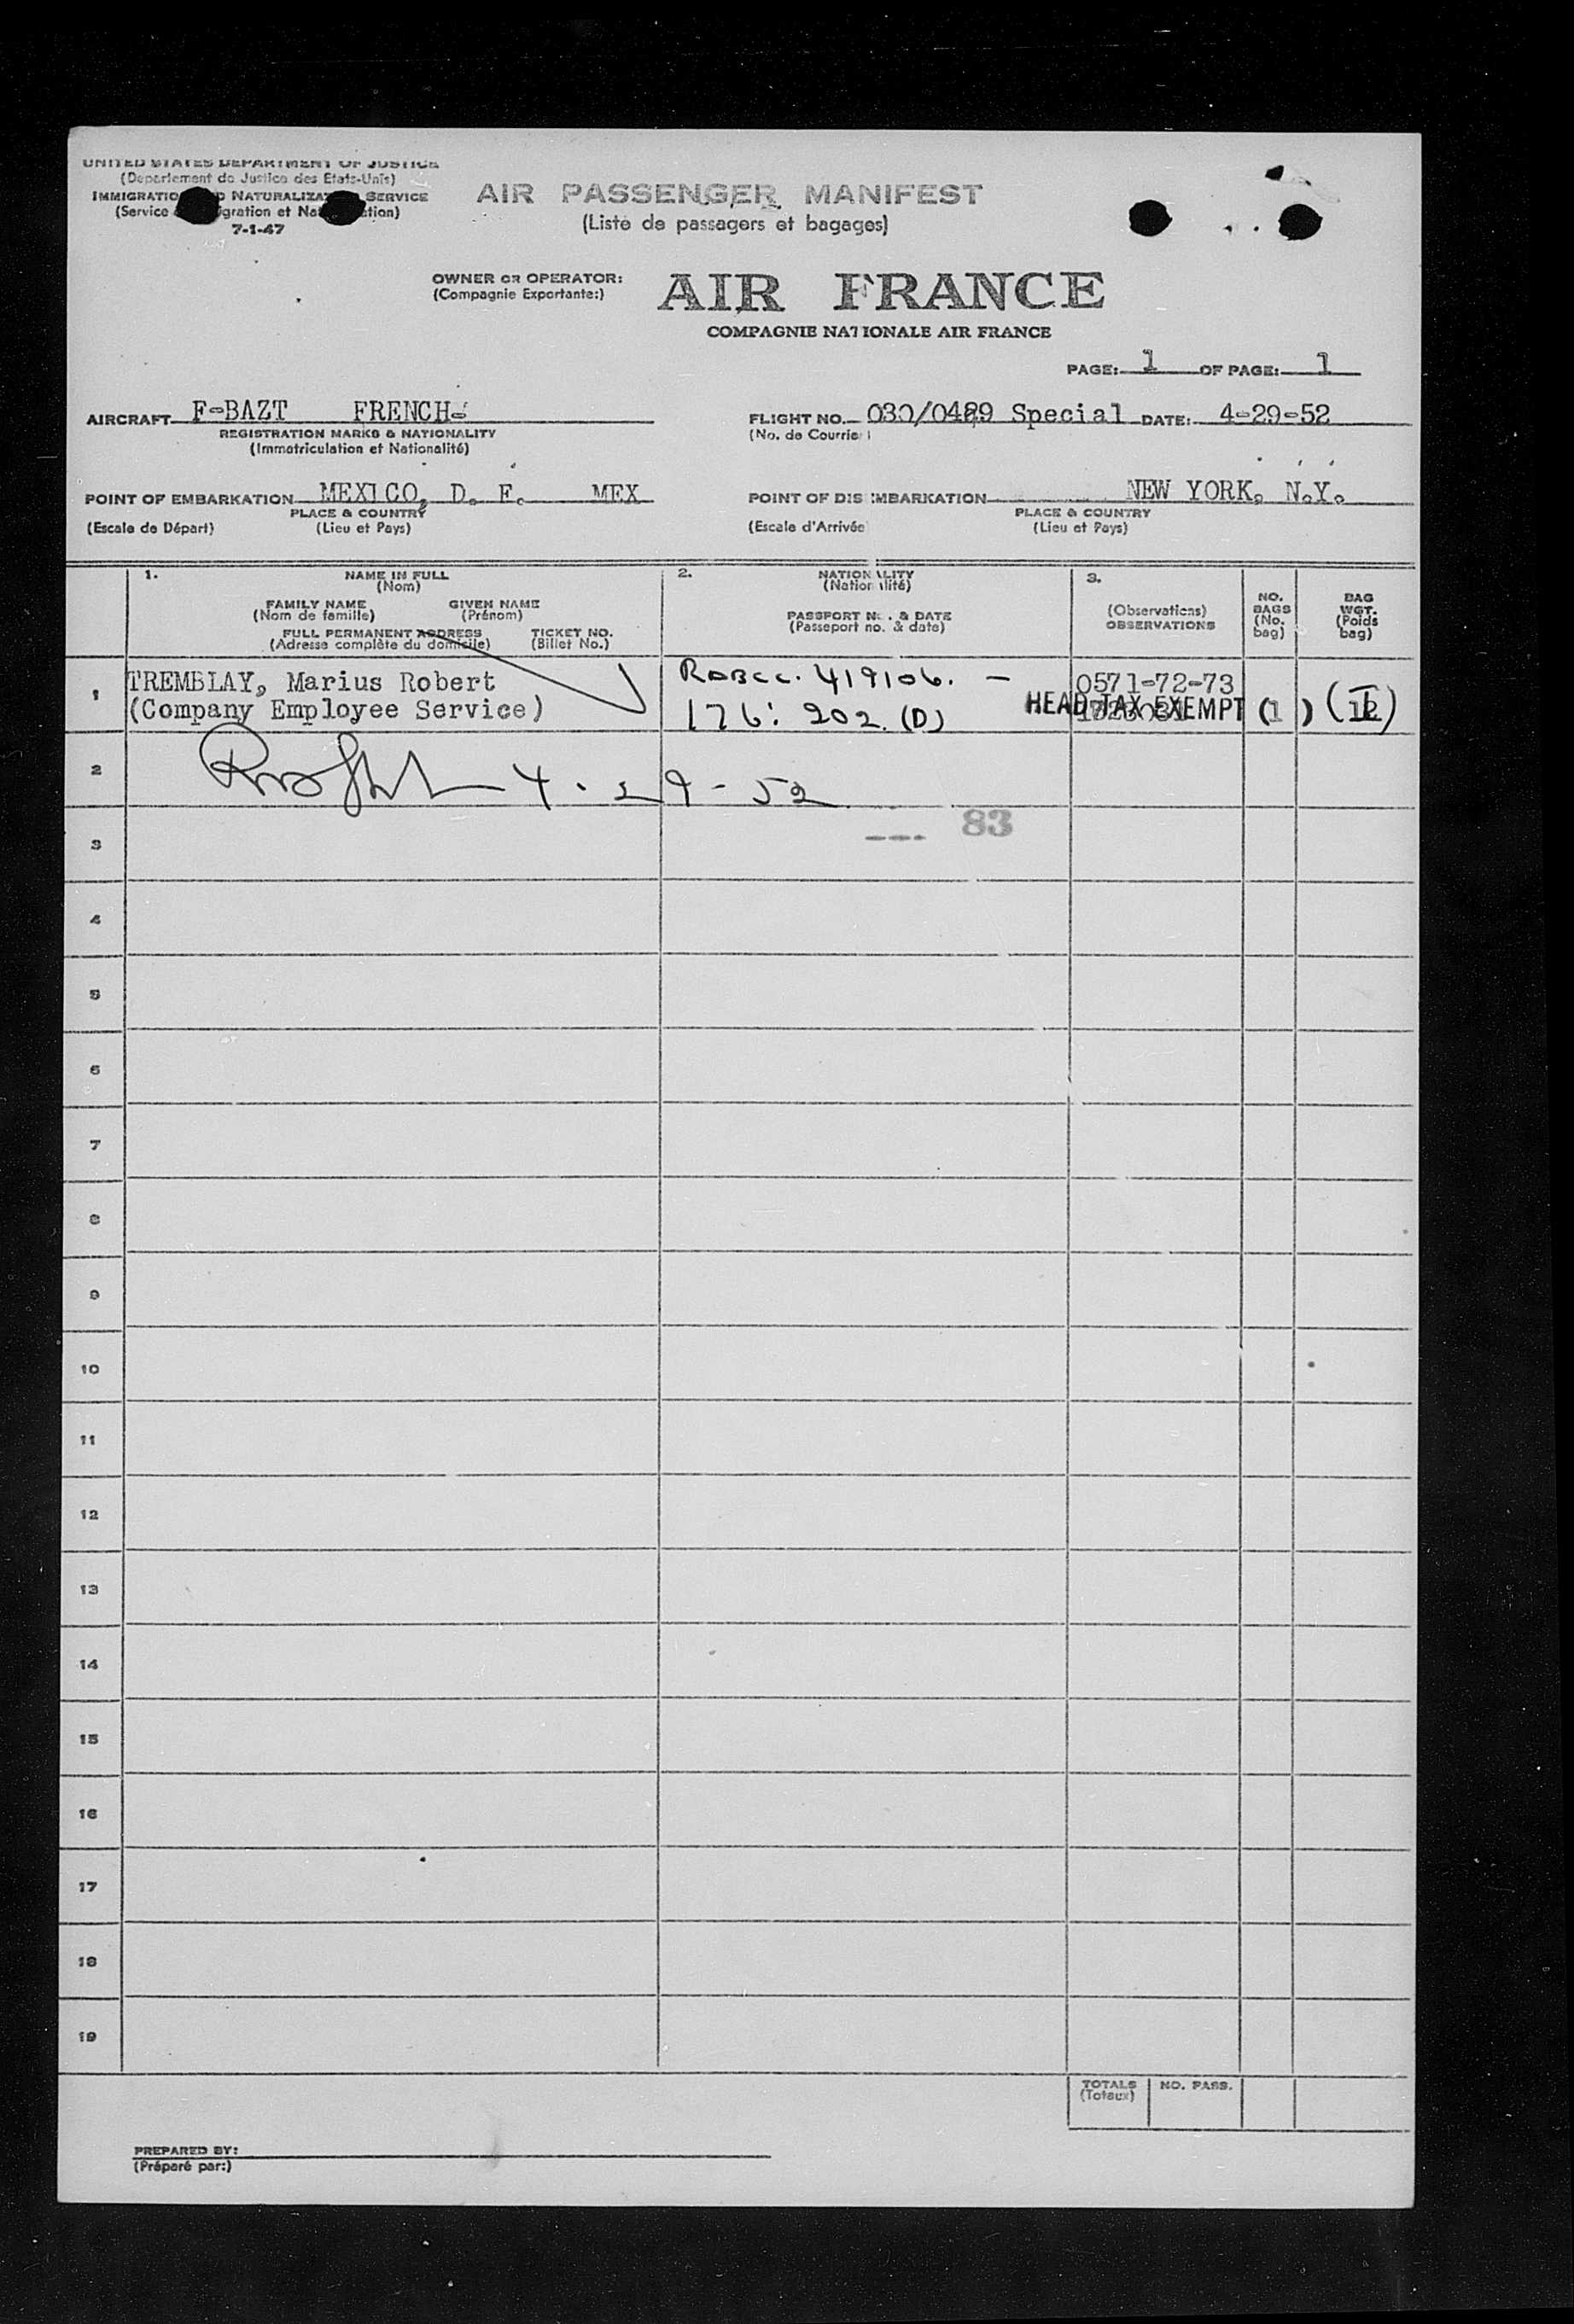 UNITED STATES DEPARTMENT OF JUSTICE
(Departement de Justice des Etats-Unis)
IMMIGRATION AND NATURALIZATION SERVICE
(Service gration et tion)
7-1-47
AIR PASSENGER MANIFEST
(Liste de passagers et bagages)
OWNER OR OPERATOR: AIR FRANCE
(Compagnie Exportante:)
COMPAGNIE NATIONALE AIR FRANCE
PAGE: 1 OF PAGE: 1
AIRCRAFT F-BAZT FRENCH- FLIGHT NO. 030/0489 Special DATE: 4-29-52
REGISTRATION MARKS & NATIONALITY (No. de Courrier)
(Immatriculation et Nationalité)
POINT OF EMBARKATION MEXICO, D. F. MEX POINT OF DISEMBARKATION NEW YORK, N.Y.
PLACE & COUNTRY PLACE & COUNTRY
(Escale de Départ) (Lieu et Pays) (Escale d'Arrivée) (Lieu et Pays)
1. NAME IN FULL
(Nom)
FAMILY NAME GIVEN NAME
(Nom de famille) (Prénom)
FULL PERMANENT ADDRESS TICKET NO.
(Adresse complète du domicile) (Billet No.)
2. NATIONALITY
(Nationalité)
PASSPORT NO. & DATE
(Passeport no. & date)
3.
(Observations)
OBSERVATIONS
NO.
BAGS
(No.
bag)
BAG
WGT.
(Poids
bag)
1 TREMBLAY, Marius Robert 419106. — 0571-72-73
(Company Employee Service) 176: 202. (D) HEAD TAX EXEMPT (1) (12)
2 4-29-52
83
3
4
5
6
7
8
9
10
11
12
13
14
15
16
17
18
19
TOTALS NO. PASS.
(Totaux)
PREPARED BY:
(Préparé par:)